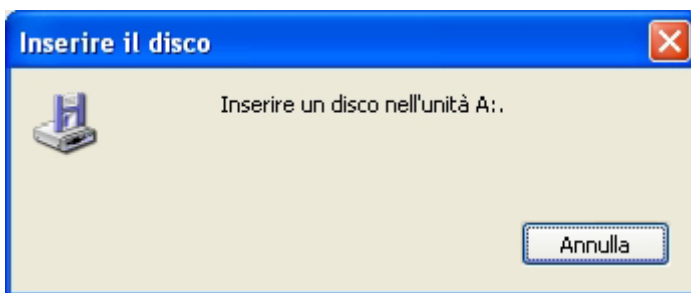 Inserire il disco
Inserire un disco nell'unità A:.
Annulla